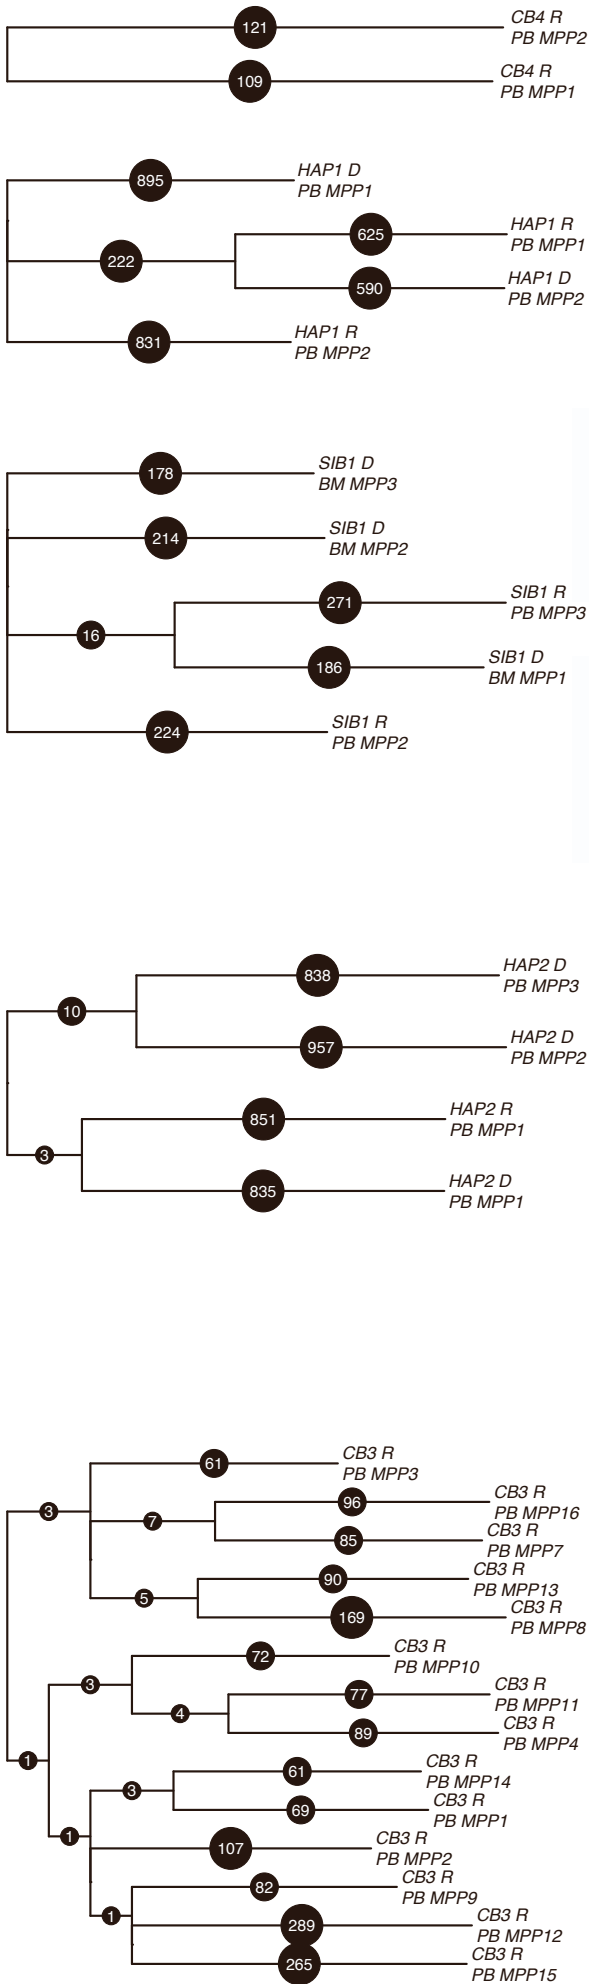 121
CB4 R
PB MPP2
109
CB4 R
PB MPP1
895
HAP1 D
PB MPP1
625
HAP1 R
PB MPP1
222
590
HAP1 D
PB MPP2
831
HAP1 R
PB MPP2
178
SIB1 D
BM MPP3
214
SIB1 D
BM MPP2
271
SIB1 R
PB MPP3
16
186
SIB1 D
BM MPP1
224
SIB1 R
PB MPP2
838
HAP2 D
PB MPP3
10
957
HAP2 D
PB MPP2
851
HAP2 R
PB MPP1
3
835
HAP2 D
PB MPP1
61
CB3 R
PB MPP3
3
96
CB3 R
PB MPP16
7
85
CB3 R
PB MPP7
90
CB3 R
PB MPP13
5
169
CB3 R
PB MPP8
72
CB3 R
PB MPP10
3
77
CB3 R
PB MPP11
4
89
CB3 R
PB MPP4
1
61
CB3 R
PB MPP14
3
69
CB3 R
PB MPP1
1
107
CB3 R
PB MPP2
82
CB3 R
PB MPP9
1
289
CB3 R
PB MPP12
265
CB3 R
PB MPP15